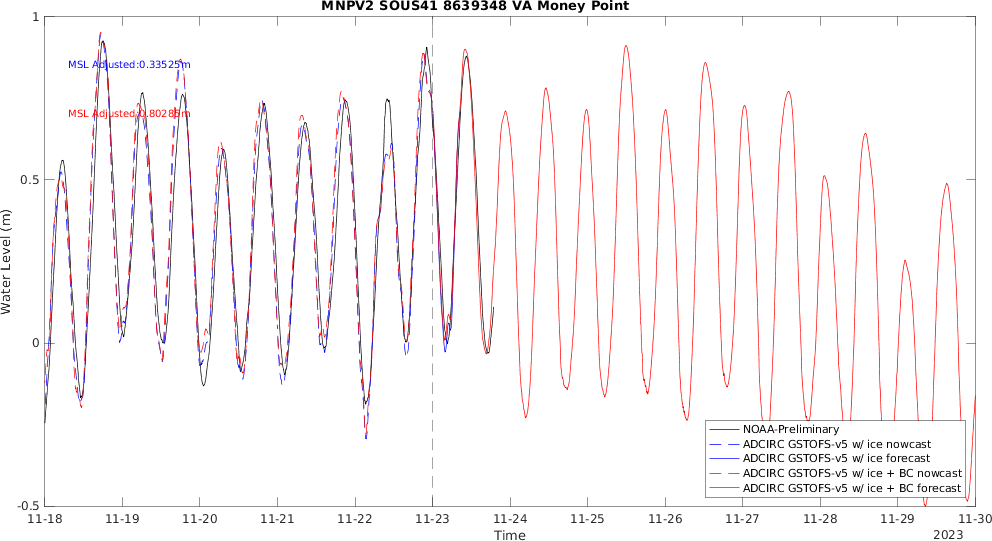 MNPV2 SOUS41 8639348 VA Money Point
MSL Adjusted:0.33525m
MSL Adjusted:0.80285m
Water Level (m)
1
0.5
0
-0.5
NOAA-Preliminary
ADCIRC GSTOFS-v5 w/ ice nowcast
ADCIRC GSTOFS-v5 w/ ice forecast
ADCIRC GSTOFS-v5 w/ ice + BC nowcast
ADCIRC GSTOFS-v5 w/ ice + BC forecast
11-18 11-19 11-20 11-21 11-22 11-23 11-24 11-25 11-26 11-27 11-28 11-29 11-30
Time
2023